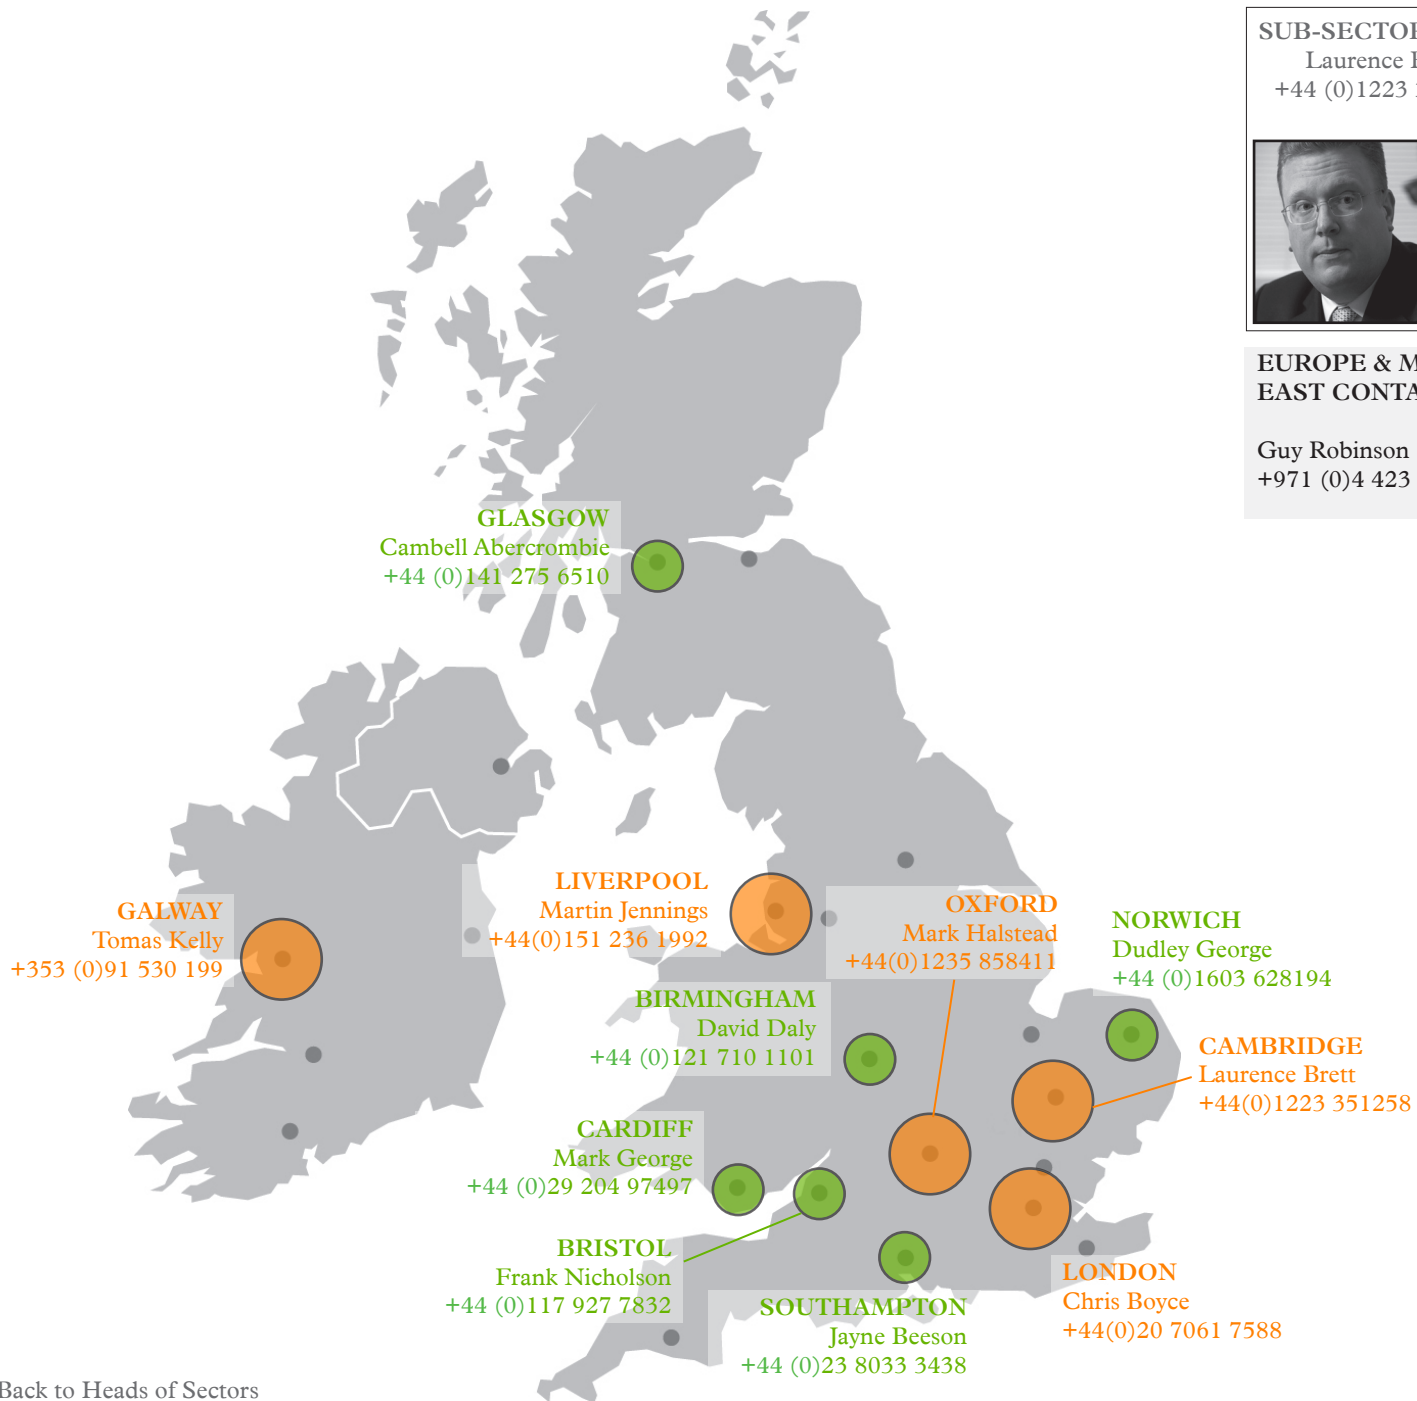 SUB-SECTOR
Laurence
+44 (0)1223
EUROPE &
EAST
Guy Robinson
+971 (0)4 423
GLASGOW
Cambell Abercrombie
+44 (0)141 275 6510
LIVERPOOL
Martin Jennings
+44(0)151 236 1992
GALWAY
Tomas Kelly
+353 (0)91 530 199
OXFORD
Mark Halstead
+44(0)1235 858411
NORWICH
Dudley George
+44 (0)1603 628194
BIRMINGHAM
David Daly
+44 (0)121 710 1101
CAMBRIDGE
Laurence Brett
+44(0)1223 351258
CARDIFF
Mark George
+44 (0)29 204 97497
BRISTOL
Frank Nicholson
+44 (0)117 927 7832
LONDON
Chris Boyce
+44(0)20 7061 7588
SOUTHAMPTON
Jayne Beeson
+44 (0)23 8033 3438
Back to Heads of Sectors